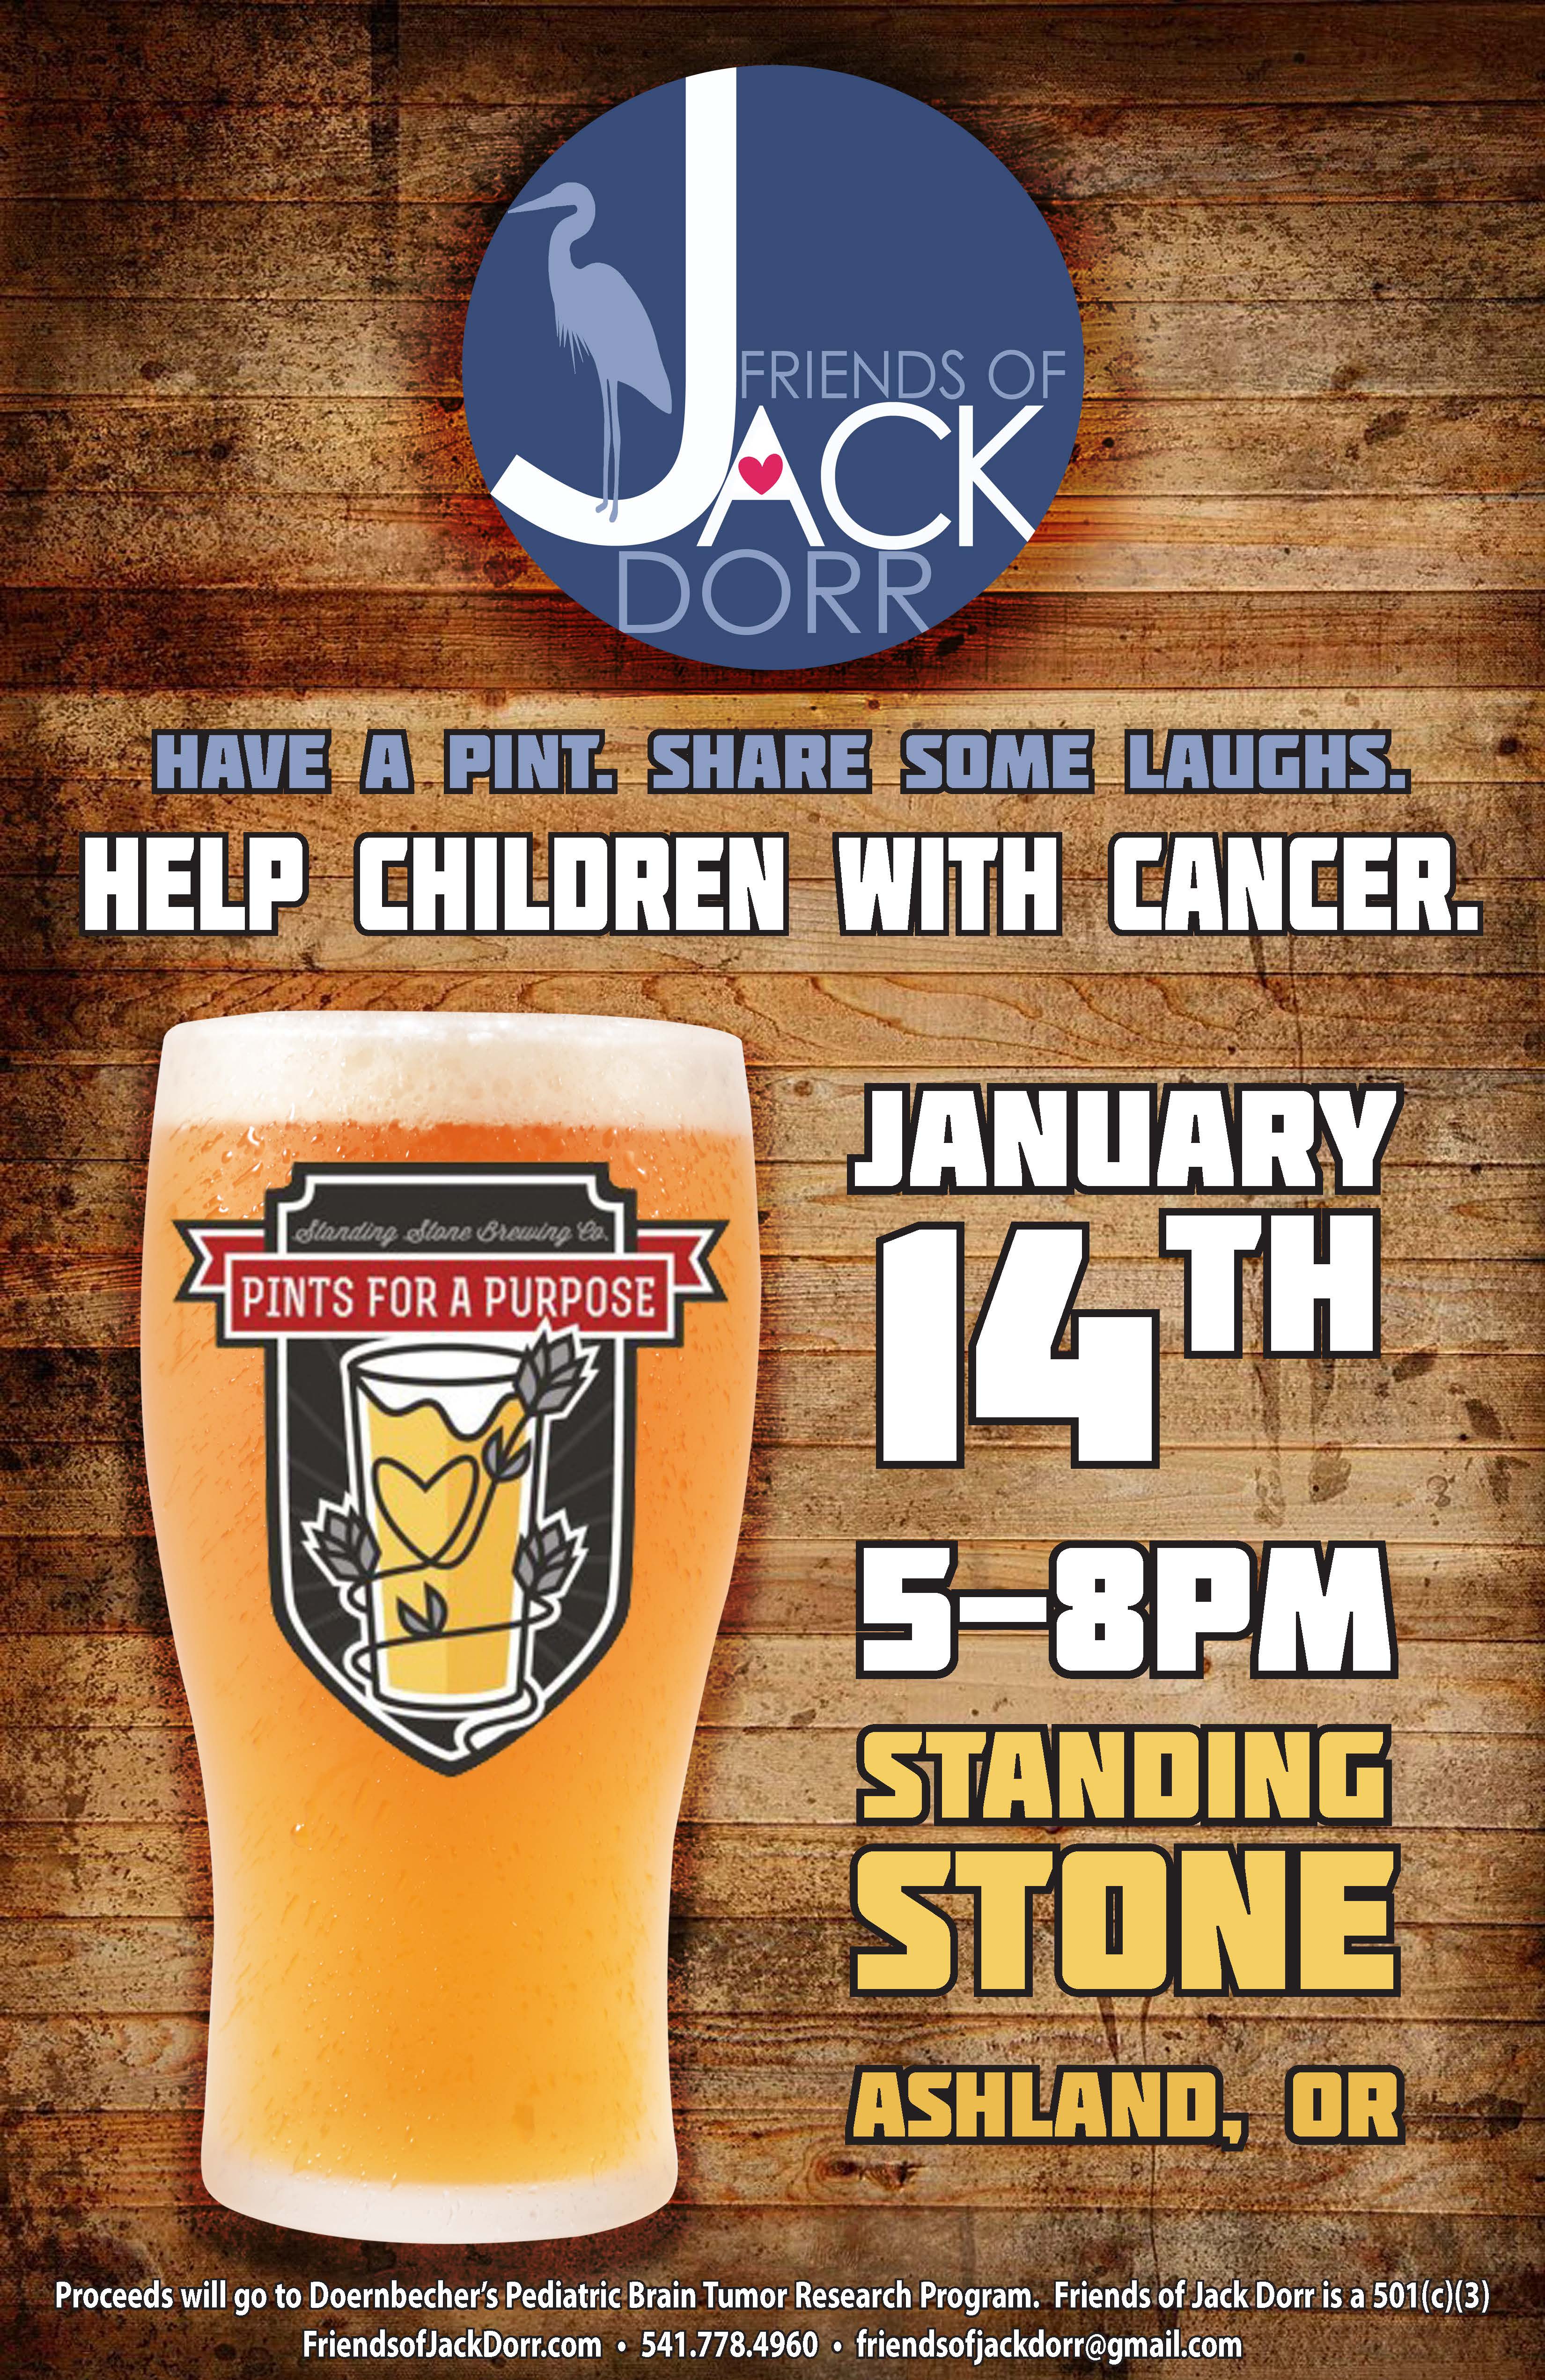 FRIENDS OF
JACK
DORR
HAVE A PINT. SHARE SOME LAUGHS.
HELP CHILDREN WITH CANCER.
Standing Stone Brewing Co.
PINTS FOR A PURPOSE
JANUARY
14TH
5–8PM
STANDING
STONE
ASHLAND, OR
Proceeds will go to Doernbecher's Pediatric Brain Tumor Research Program. Friends of Jack Dorr is a 501(c)(3)
FriendsofJackDorr.com • 541.778.4960 • friendsofjackdorr@gmail.com